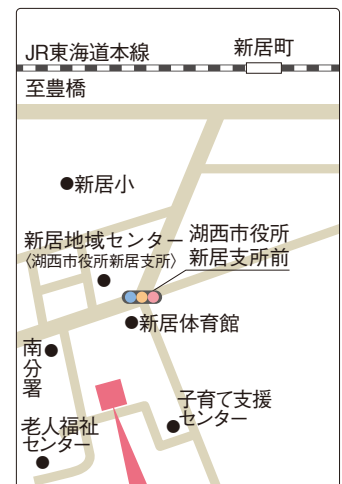 JR東海道本線
新居町
至豊橋
●新居小
新居地域センター
〈湖西市役所新居支所〉
湖西市役所
新居支所前
●新居体育館
南分署●
子育て支援
センター
老人福祉
センター